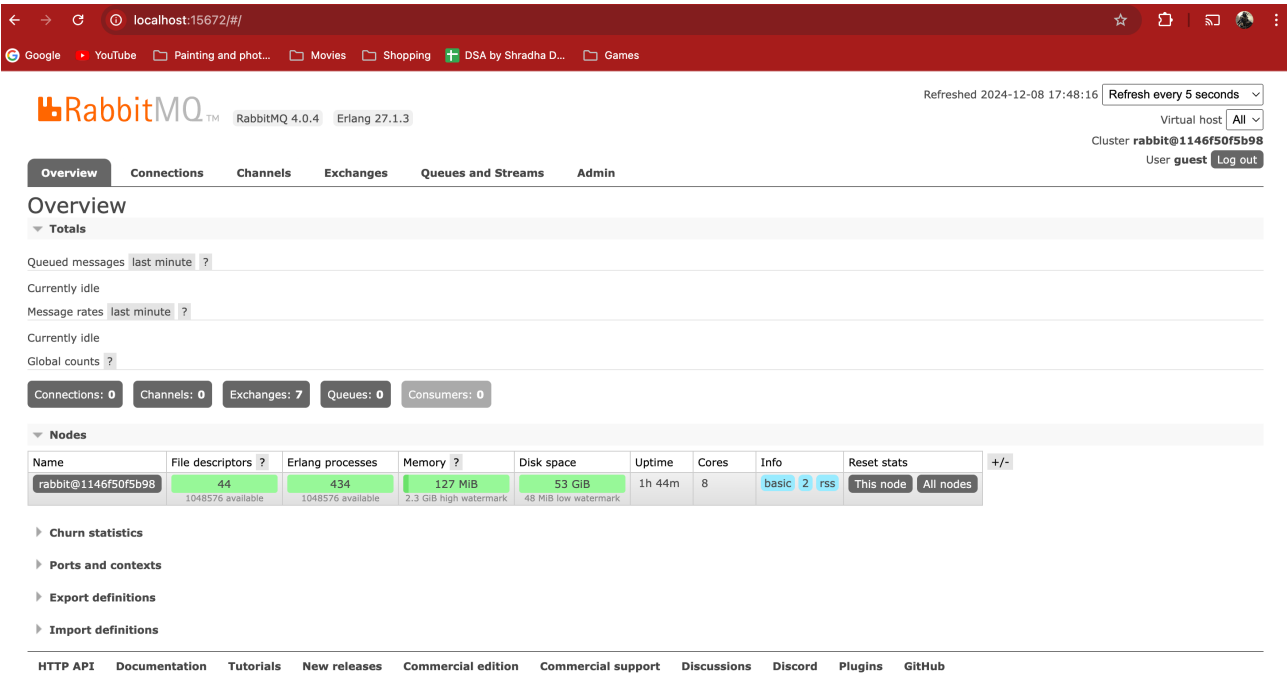 localhost:15672/#/
Google YouTube Painting and phot... Movies Shopping DSA by Shradha D... Games
Refreshed 2024-12-08 17:48:16 Refresh every 5 seconds
RabbitMQ TM RabbitMQ 4.0.4 Erlang 27.1.3
Virtual host All
Cluster rabbit@1146f50f5b98
User guest Log out
Overview Connections Channels Exchanges Queues and Streams Admin
Overview
Totals
Queued messages last minute ?
Currently idle
Message rates last minute ?
Currently idle
Global counts ?
Connections: 0 Channels: 0 Exchanges: 7 Queues: 0 Consumers: 0
Nodes
Name File descriptors ? Erlang processes Memory ? Disk space Uptime Cores Info Reset stats +/-
rabbit@1146f50f5b98 44 434 127 MiB 53 GiB 1h 44m 8 basic 2 rss This node All nodes
1048576 available 1048576 available 2.3 GiB high watermark 48 MiB low watermark
Churn statistics
Ports and contexts
Export definitions
Import definitions
HTTP API Documentation Tutorials New releases Commercial edition Commercial support Discussions Discord Plugins GitHub